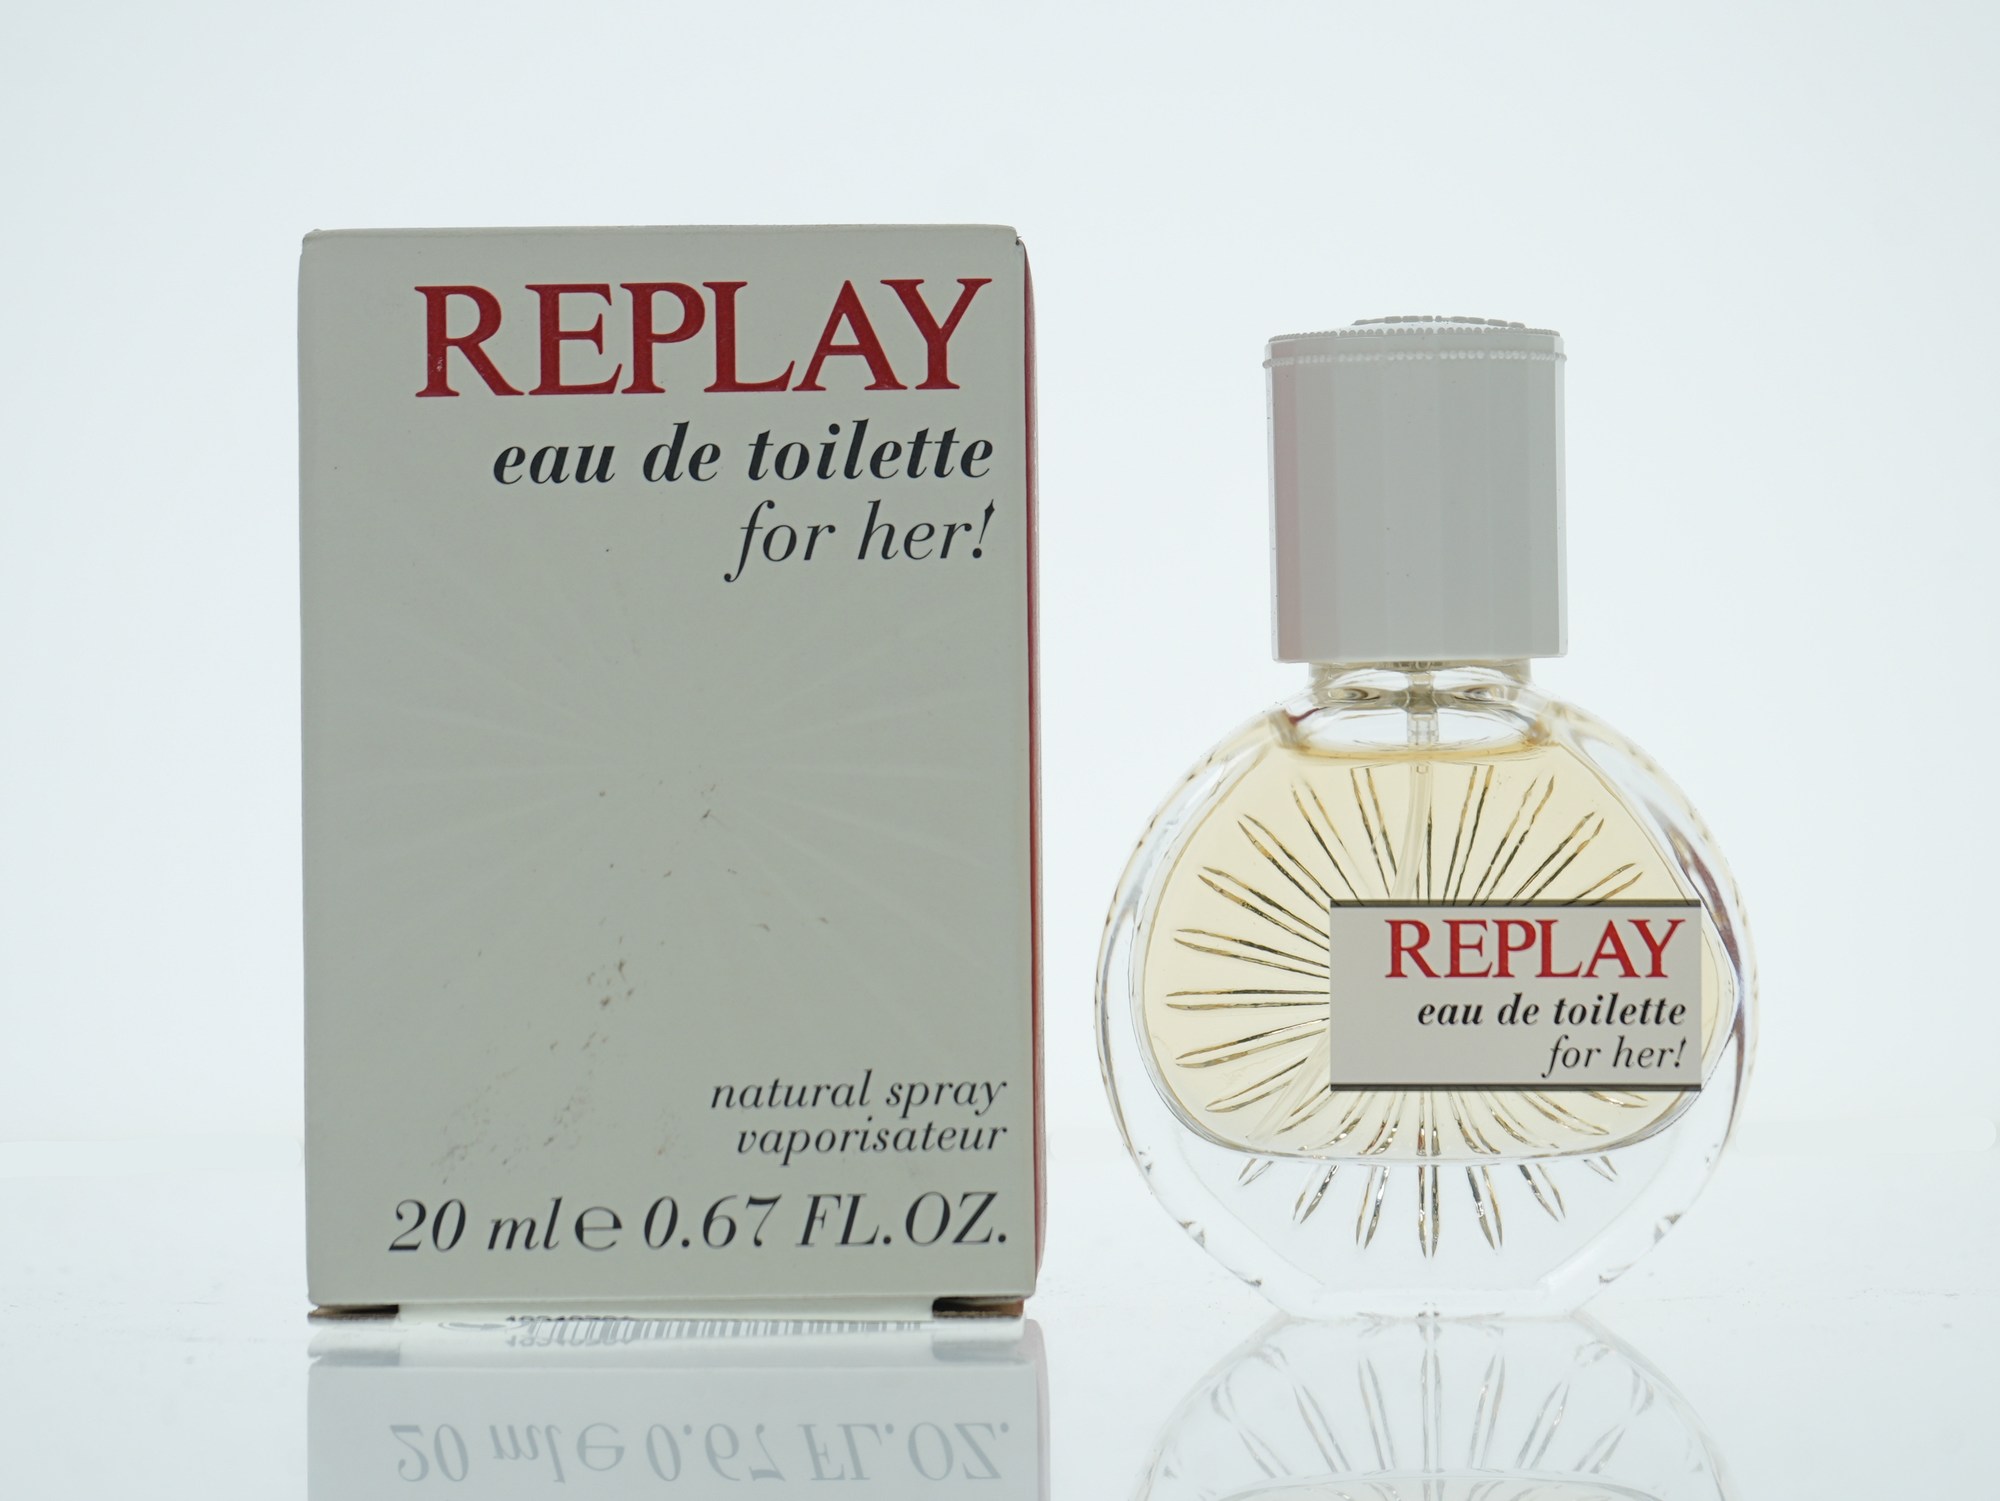 REPLAY
eau de toilette
for her!
natural spray
vaporisateur
20 ml ℮ 0.67 FL.OZ.
REPLAY
eau de toilette
for her!